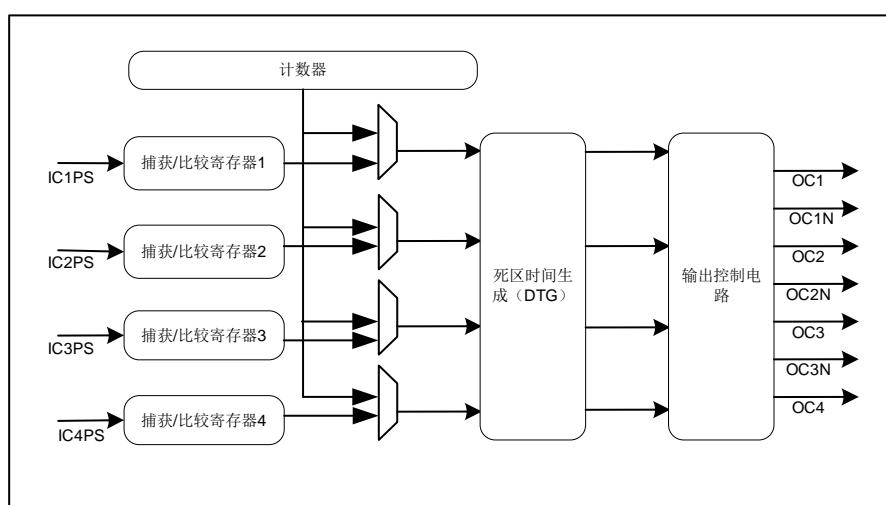 计数器
IC1PS
捕获/比较寄存器1
IC2PS
捕获/比较寄存器2
IC3PS
捕获/比较寄存器3
IC4PS
捕获/比较寄存器4
死区时间生
成（DTG）
输出控制电
路
OC1
OC1N
OC2
OC2N
OC3
OC3N
OC4